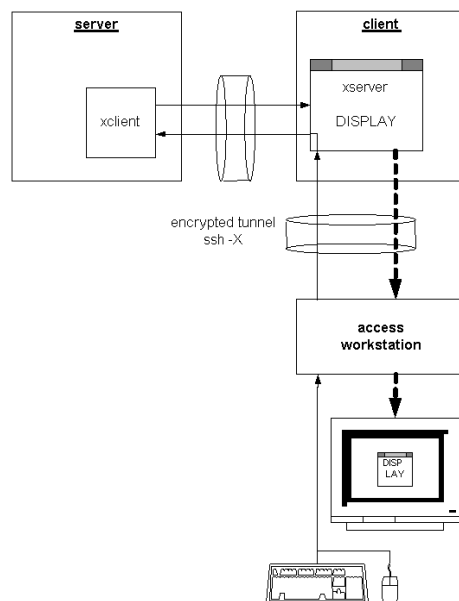 server
client
xclient
xserver
DISPLAY
encrypted tunnel
ssh -X
access
workstation
DISP
LAY